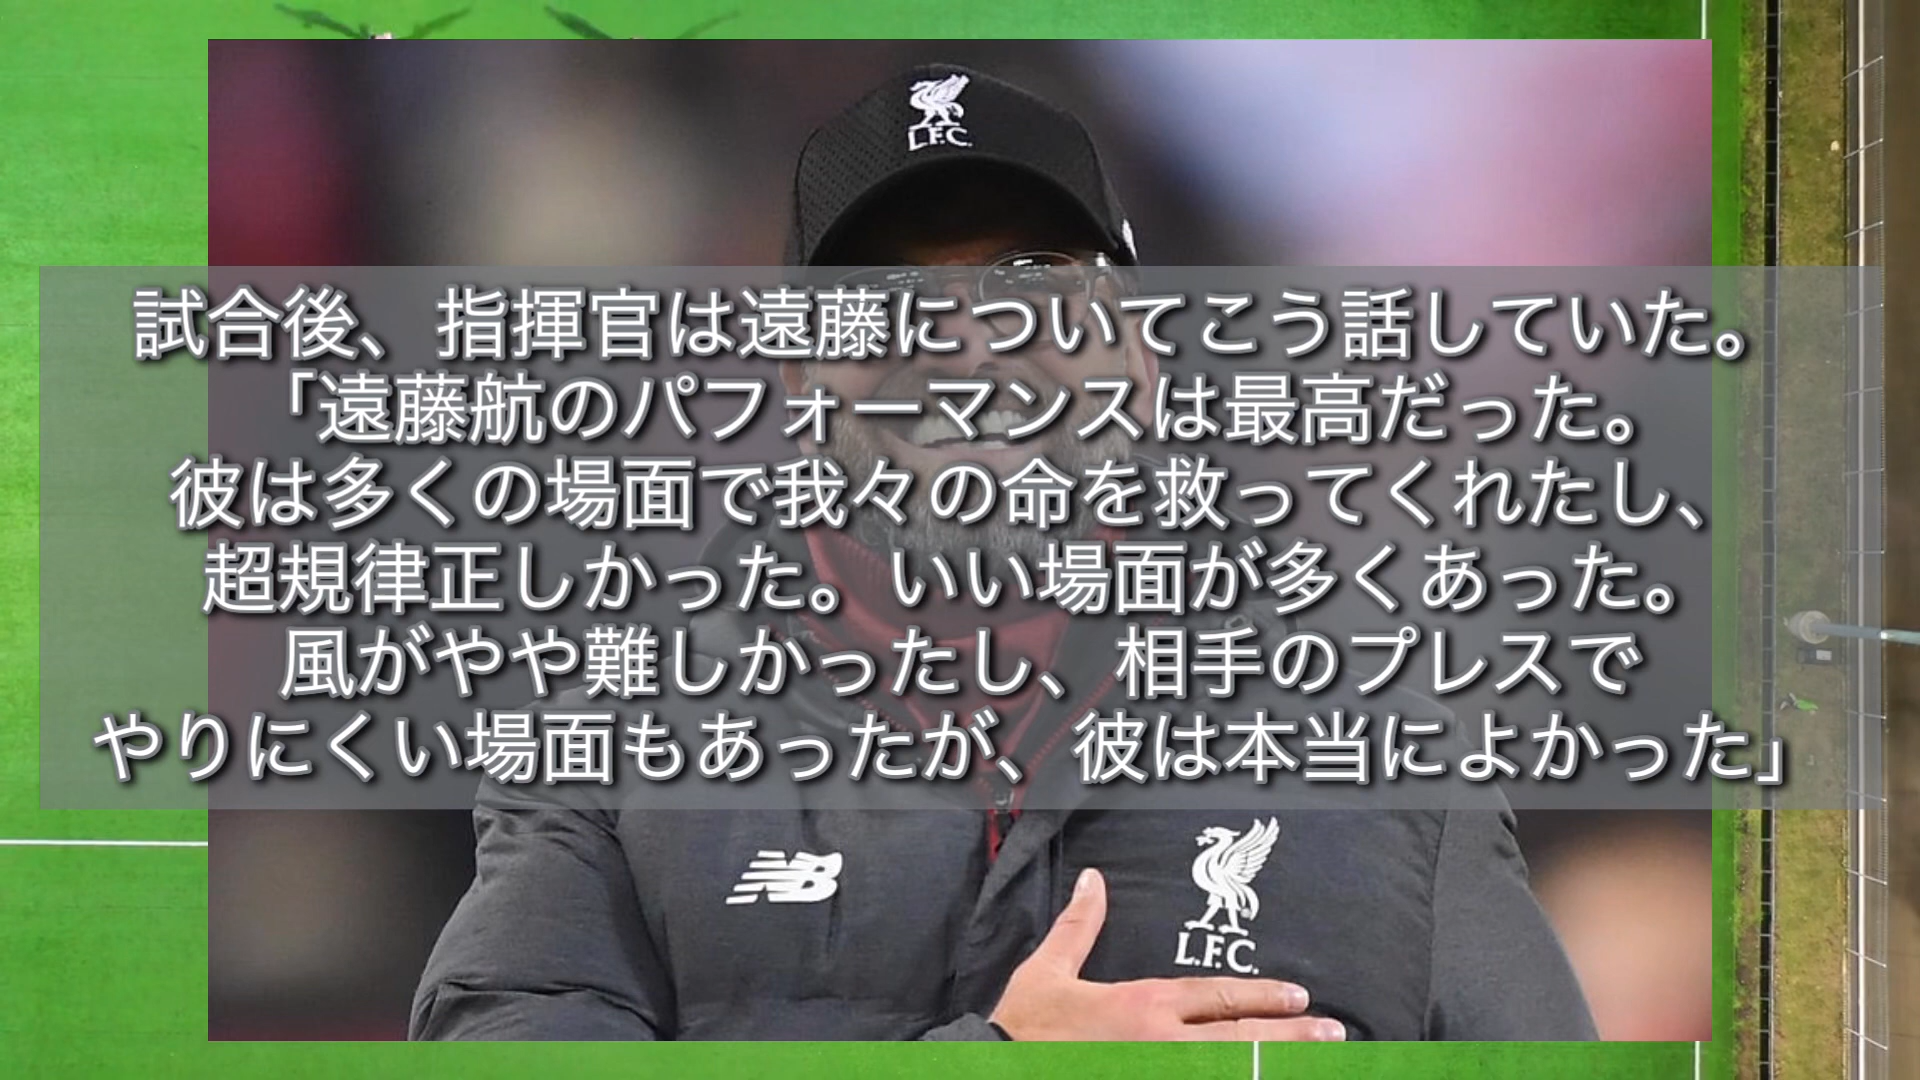 L.F.C.
試合後、指揮官は遠藤についてこう話していた。
「遠藤航のパフォーマンスは最高だった。
彼は多くの場面で我々の命を救ってくれたし、
超規律正しかった。いい場面が多くあった。
風がやや難しかったし、相手のプレスで
やりにくい場面もあったが、彼は本当によかった」
NB
L.F.C.